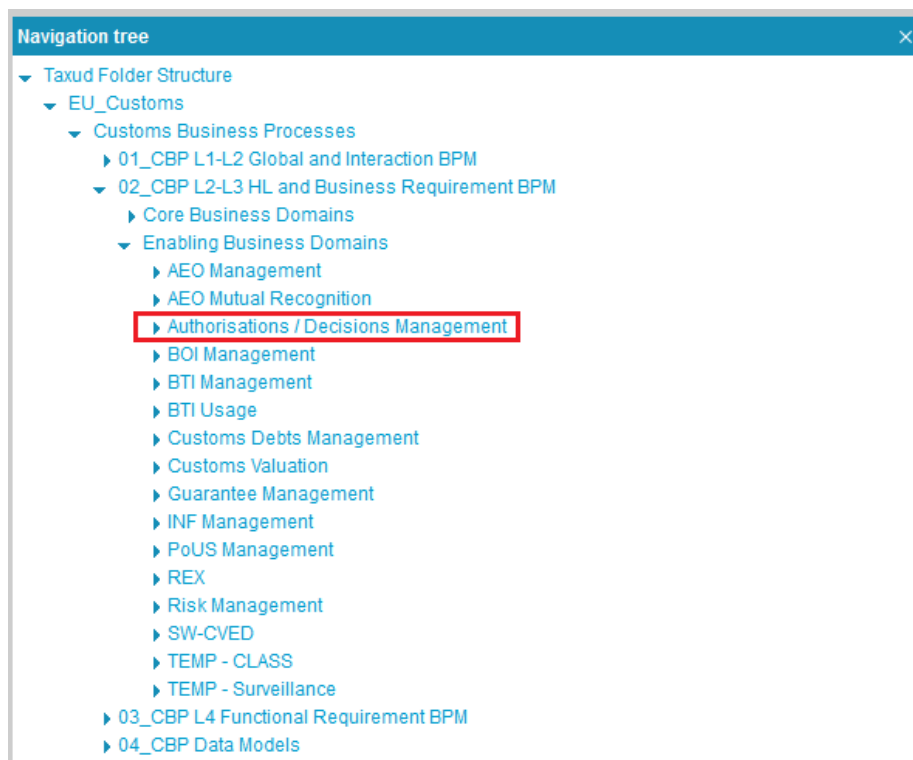 Navigation tree
Taxud Folder Structure
EU_Customs
Customs Business Processes
01_CBP L1-L2 Global and Interaction BPM
02_CBP L2-L3 HL and Business Requirement BPM
Core Business Domains
Enabling Business Domains
AEO Management
AEO Mutual Recognition
Authorisations / Decisions Management
BOI Management
BTI Management
BTI Usage
Customs Debts Management
Customs Valuation
Guarantee Management
INF Management
PoUS Management
REX
Risk Management
SW-CVED
TEMP - CLASS
TEMP - Surveillance
03_CBP L4 Functional Requirement BPM
04_CBP Data Models